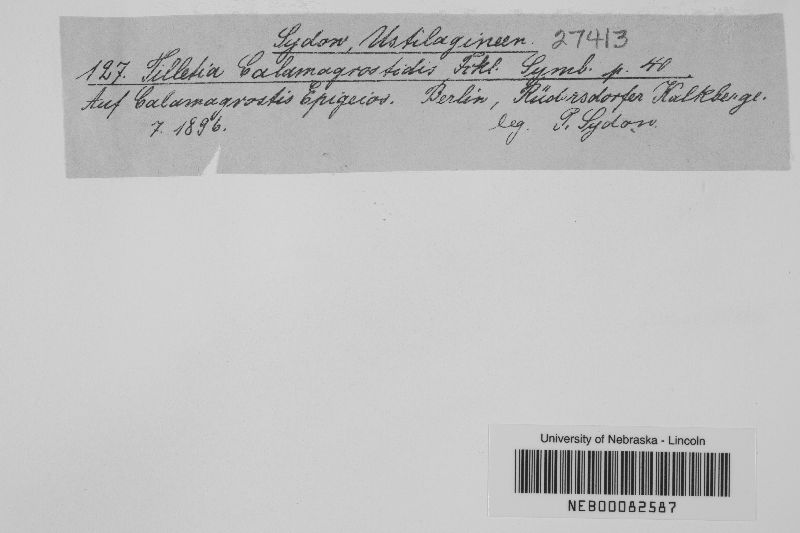 Sydow, Ustilagineen. 27413
127. Tilletia Calamagrostidis Fckl. Symb. p. 40.
Auf Calamagrostis Epigeios. Berlin, Rüdersdorfer Kalkberge.
7. 1896. leg. P. Sydow.
University of Nebraska - Lincoln
NEB00082587